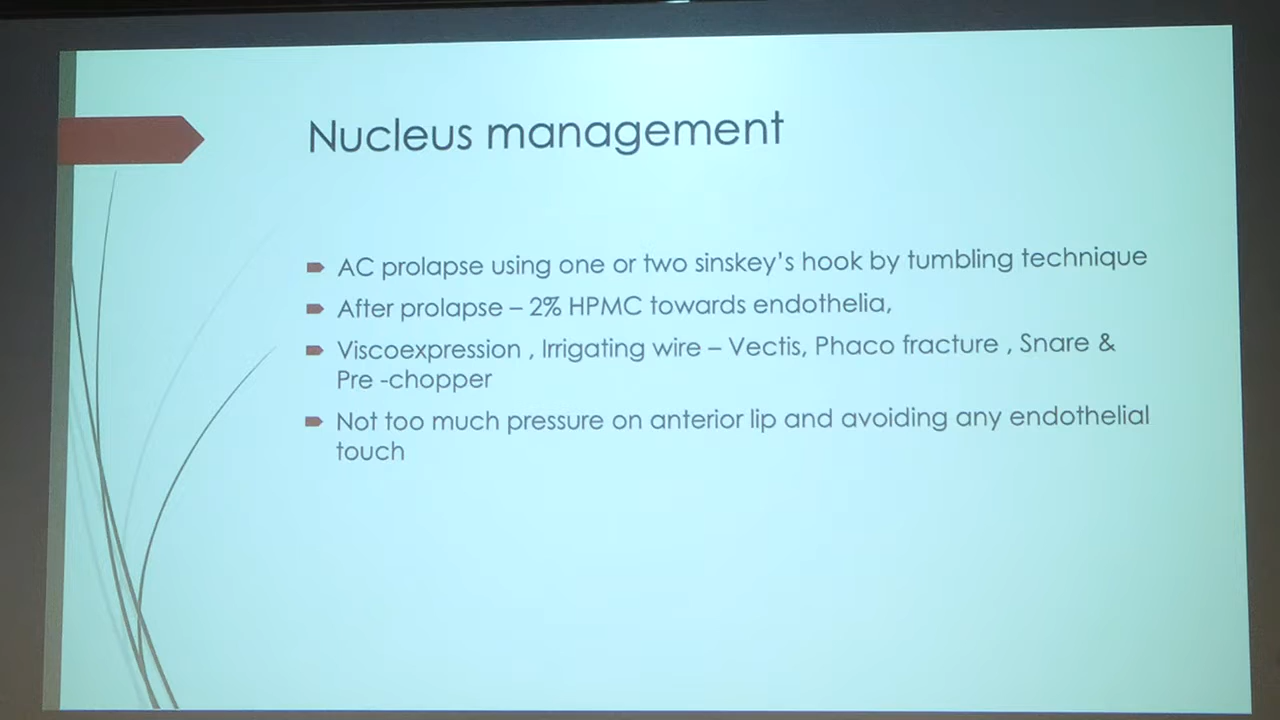 Nucleus management
AC prolapse using one or two sinskey's hook by tumbling technique
After prolapse – 2% HPMC towards endothelia,
Viscoexpression , Irrigating wire – Vectis, Phaco fracture , Snare &
Pre -chopper
Not too much pressure on anterior lip and avoiding any endothelial
touch